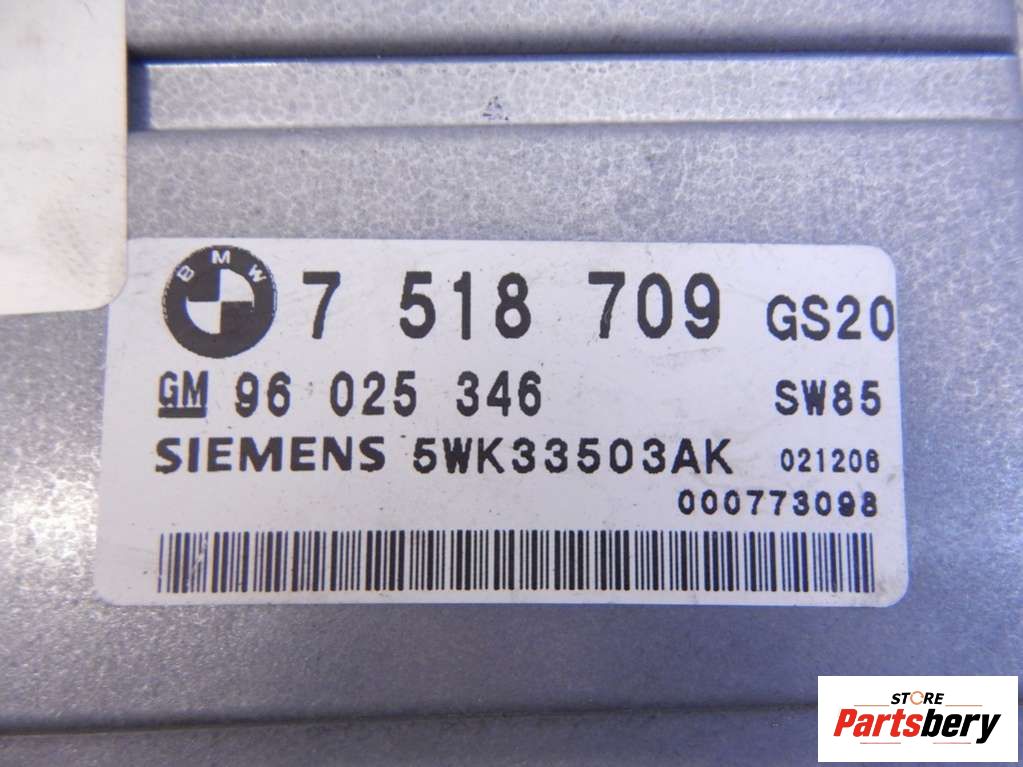 BMW 7 518 709 GS20
GM 96 025 346 SW85
SIEMENS 5WK33503AK 021206
000773098
STORE
Partsbery